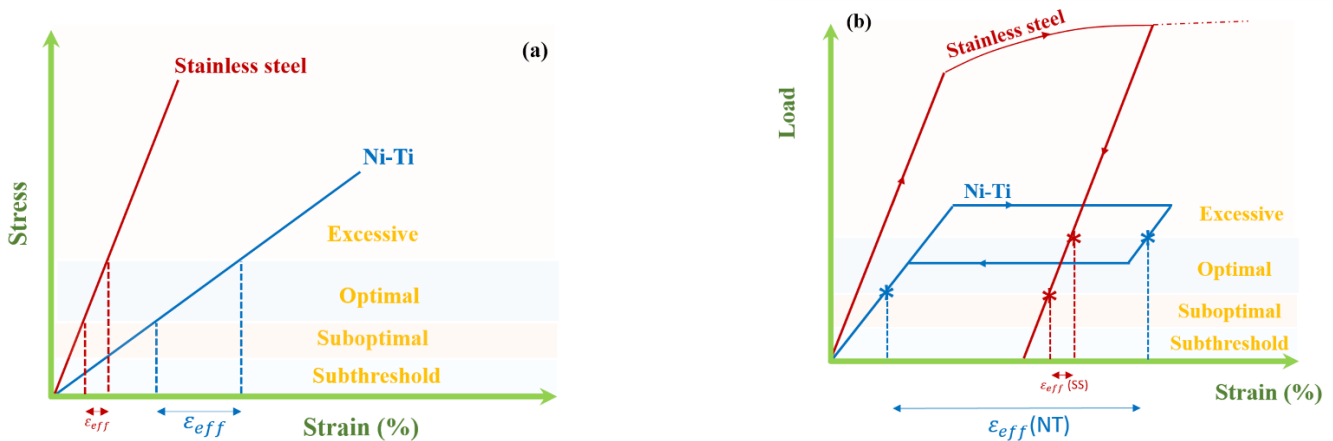 (a)
Stainless steel
Ni-Ti
Stress
Excessive
Optimal
Suboptimal
Subthreshold
ε_eff
ε_eff
Strain (%)
(b)
Stainless steel
Load
Ni-Ti
Excessive
Optimal
Suboptimal
Subthreshold
ε_eff (SS)
Strain (%)
ε_eff(NT)